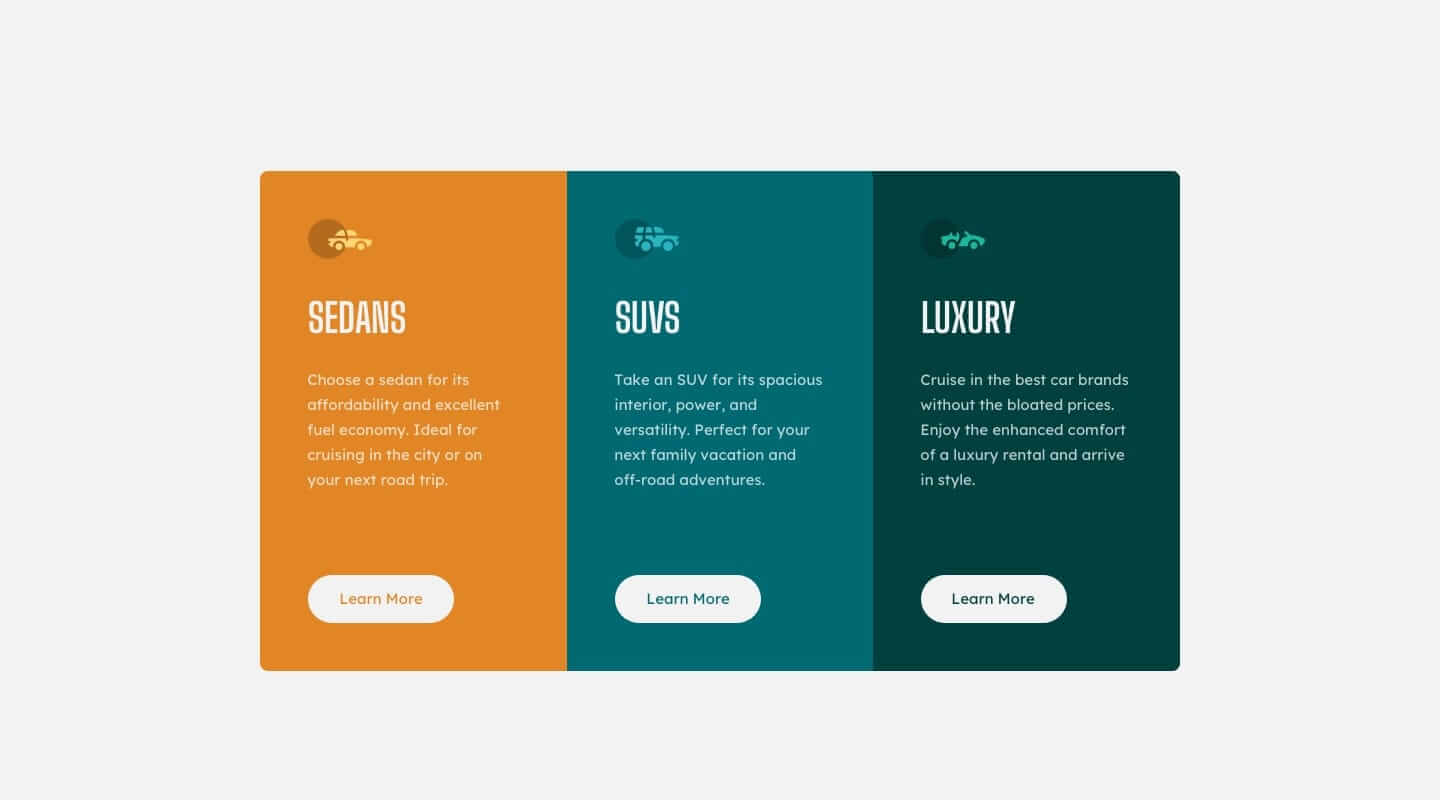 SEDANS
Choose a sedan for its
affordability and excellent
fuel economy. Ideal for
cruising in the city or on
your next road trip.
Learn More
SUVS
Take an SUV for its spacious
interior, power, and
versatility. Perfect for your
next family vacation and
off-road adventures.
Learn More
LUXURY
Cruise in the best car brands
without the bloated prices.
Enjoy the enhanced comfort
of a luxury rental and arrive
in style.
Learn More